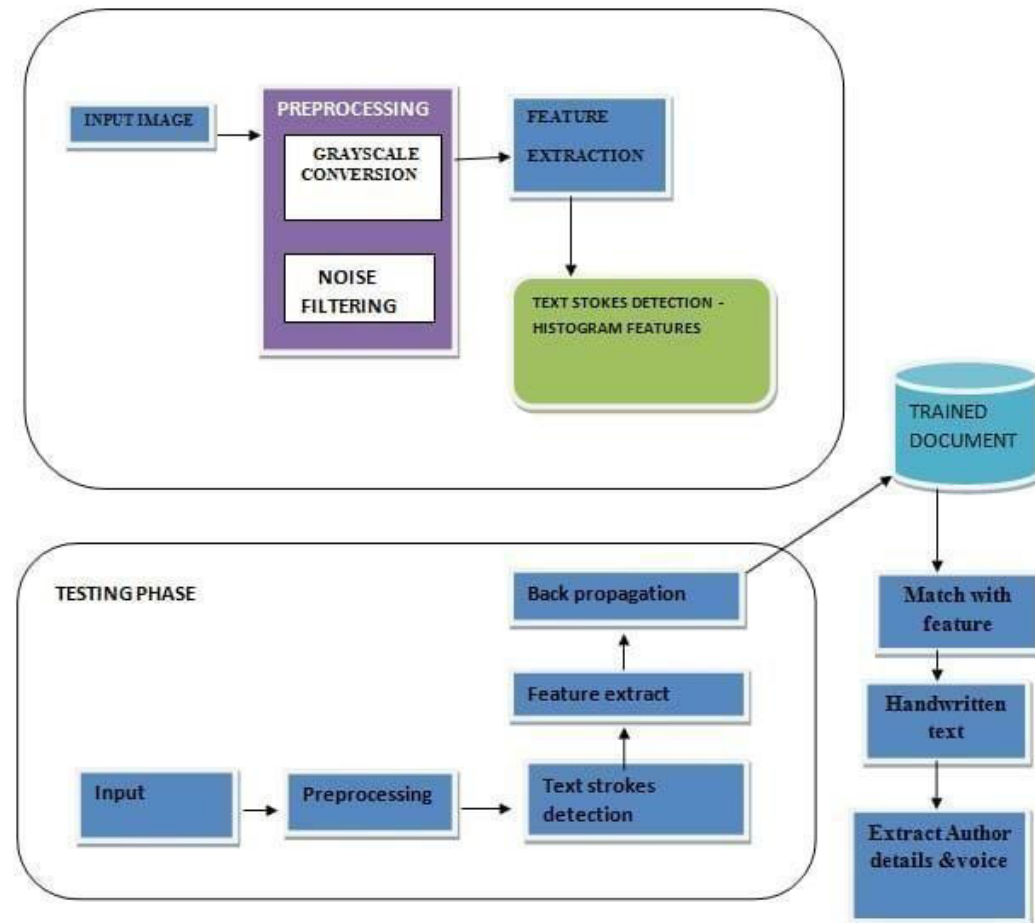 INPUT IMAGE
PREPROCESSING
GRAYSCALE
CONVERSION
NOISE
FILTERING
FEATURE
EXTRACTION
TEXT STOKES DETECTION -
HISTOGRAM FEATURES
TRAINED
DOCUMENT
TESTING PHASE
Input
Preprocessing
Text strokes
detection
Feature extract
Back propagation
Match with
feature
Handwritten
text
Extract Author
details &voice